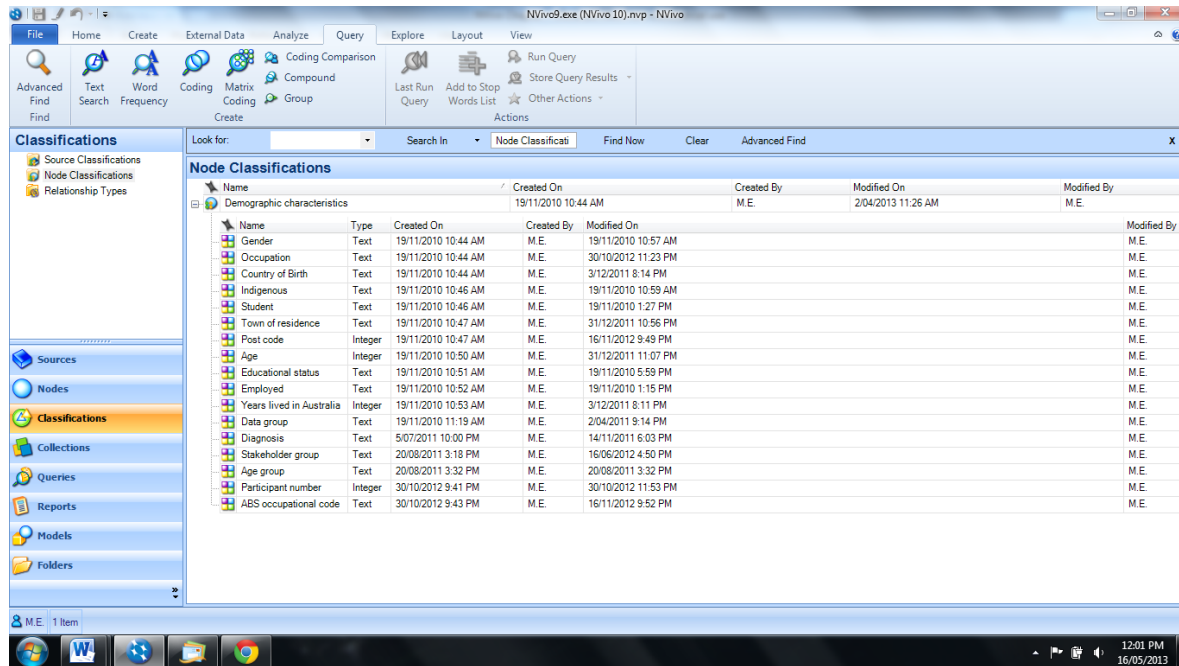 NVivo9.exe (NVivo 10).nvp - NVivo
File Home Create External Data Analyze Query Explore Layout View
Advanced Find
Text Search
Word Frequency
Coding
Matrix Coding
Coding Comparison
Compound
Group
Last Run Query
Add to Stop Words List
Run Query
Store Query Results
Other Actions
Find Create Actions
Classifications
Source Classifications
Node Classifications
Relationship Types
Sources
Nodes
Classifications
Collections
Queries
Reports
Models
Folders
Look for: Search In Node Classificati Find Now Clear Advanced Find x
Node Classifications
Name Created On Created By Modified On Modified By
Demographic characteristics 19/11/2010 10:44 AM M.E. 2/04/2013 11:26 AM M.E.
Name Type Created On Created By Modified On Modified By
Gender Text 19/11/2010 10:44 AM M.E. 19/11/2010 10:57 AM M.E.
Occupation Text 19/11/2010 10:44 AM M.E. 30/10/2012 11:23 PM M.E.
Country of Birth Text 19/11/2010 10:44 AM M.E. 3/12/2011 8:14 PM M.E.
Indigenous Text 19/11/2010 10:46 AM M.E. 19/11/2010 10:59 AM M.E.
Student Text 19/11/2010 10:46 AM M.E. 19/11/2010 1:27 PM M.E.
Town of residence Text 19/11/2010 10:47 AM M.E. 31/12/2011 10:56 PM M.E.
Post code Integer 19/11/2010 10:47 AM M.E. 16/11/2012 9:49 PM M.E.
Age Integer 19/11/2010 10:50 AM M.E. 31/12/2011 11:07 PM M.E.
Educational status Text 19/11/2010 10:51 AM M.E. 19/11/2010 5:59 PM M.E.
Employed Text 19/11/2010 10:52 AM M.E. 19/11/2010 1:15 PM M.E.
Years lived in Australia Integer 19/11/2010 10:53 AM M.E. 3/12/2011 8:11 PM M.E.
Data group Text 19/11/2010 11:19 AM M.E. 2/04/2011 9:14 PM M.E.
Diagnosis Text 5/07/2011 10:00 PM M.E. 14/11/2011 6:03 PM M.E.
Stakeholder group Text 20/08/2011 3:18 PM M.E. 16/06/2012 4:50 PM M.E.
Age group Text 20/08/2011 3:32 PM M.E. 20/08/2011 3:32 PM M.E.
Participant number Integer 30/10/2012 9:41 PM M.E. 30/10/2012 11:53 PM M.E.
ABS occupational code Text 30/10/2012 9:43 PM M.E. 16/11/2012 9:52 PM M.E.
M.E. 1 Item
12:01 PM
16/05/2013